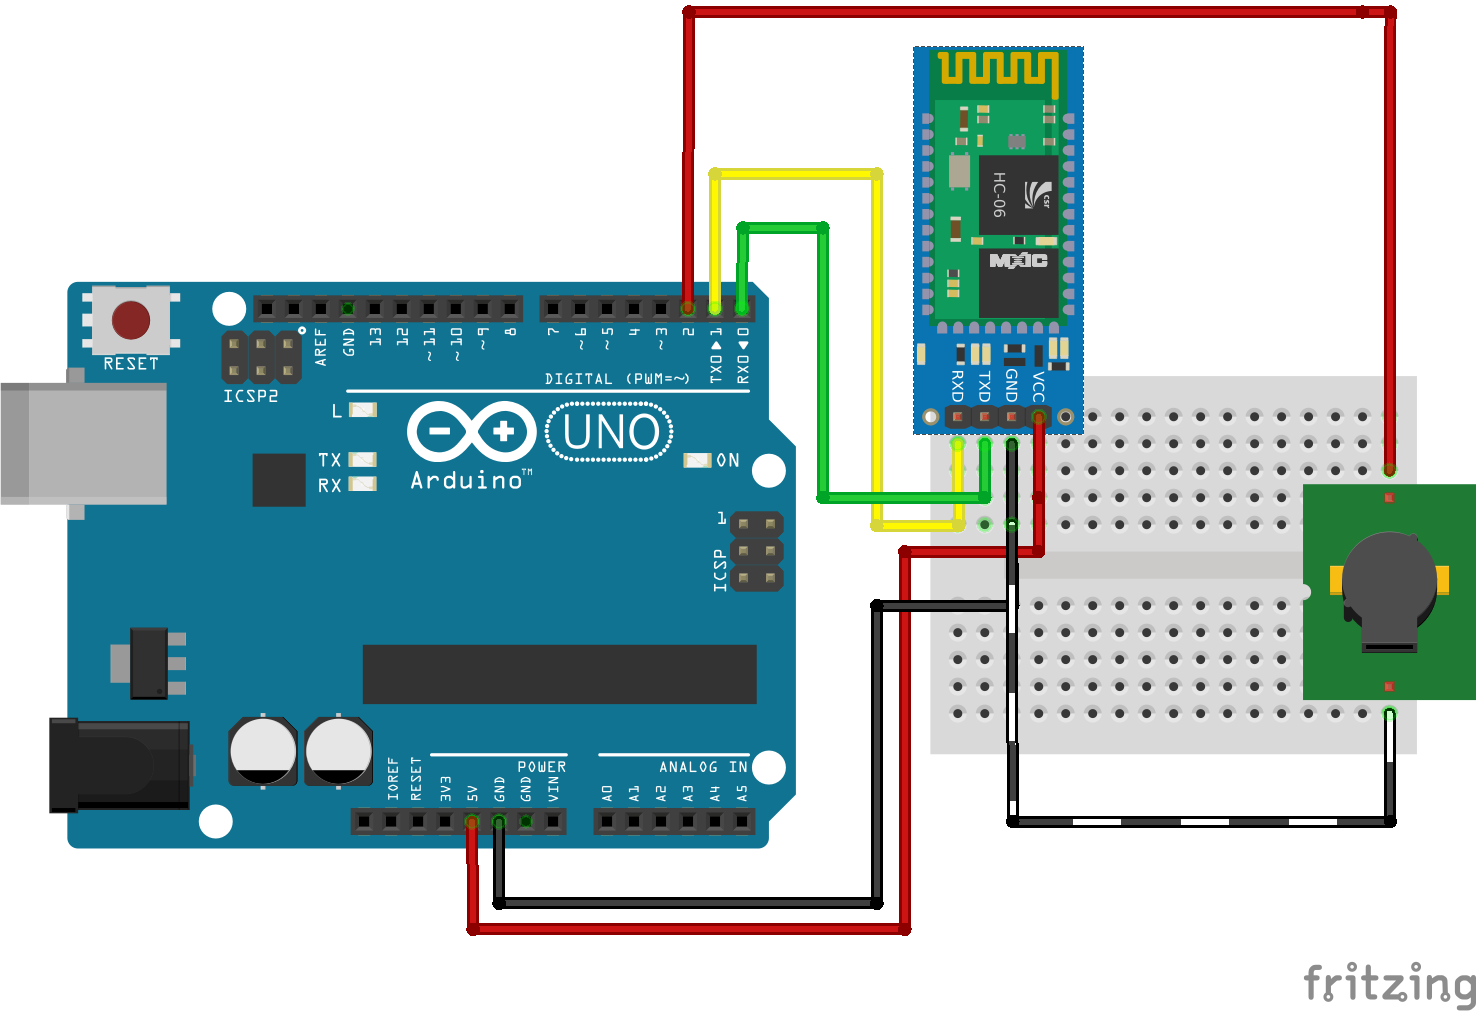 HC-06
csr
MXIC
RXD
TXD
GND
VCC
RESET
ICSP2
AREF
GND
13
12
~11
~10
~9
8
7
~6
~5
4
~3
2
TX0▶1
RX0◀0
DIGITAL (PWM=~)
L
TX
RX
UNO
Arduino™
ON
1
ICSP
IOREF
RESET
3V3
5V
GND
GND
VIN
POWER
ANALOG IN
A0
A1
A2
A3
A4
A5
fritzing